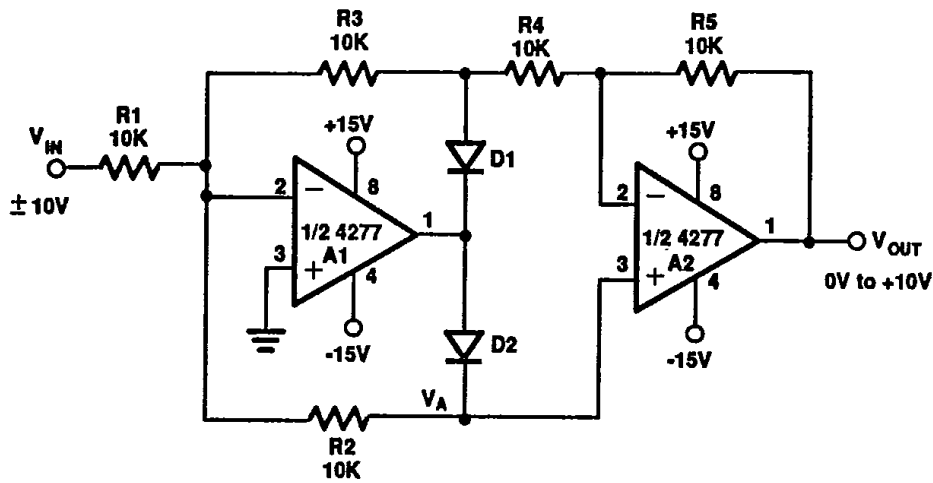 R3
10K
R4
10K
R5
10K
R1
10K
V_IN
±10V
+15V
8
2
−
1/2 4277
A1
3
+
1
4
-15V
D1
D2
V_A
R2
10K
+15V
8
2
−
1/2 4277
A2
3
+
1
4
-15V
V_OUT
0V to +10V